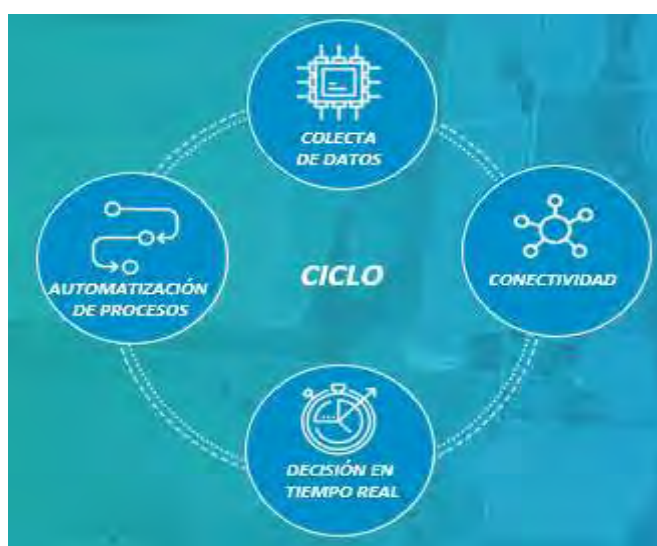 COLECTA
DE DATOS
CONECTIVIDAD
CICLO
AUTOMATIZACIÓN
DE PROCESOS
DECISIÓN EN
TIEMPO REAL